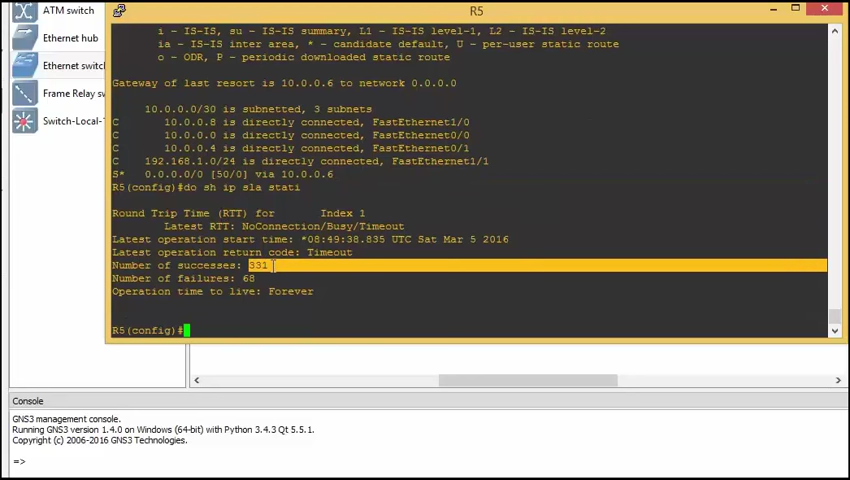 ATM switch
Ethernet hub
Ethernet switch
Frame Relay sw
Switch-Local-
R5
i - IS-IS, su - IS-IS summary, L1 - IS-IS level-1, L2 - IS-IS level-2
ia - IS-IS inter area, * - candidate default, U - per-user static route
o - ODR, P - periodic downloaded static route
Gateway of last resort is 10.0.0.6 to network 0.0.0.0
10.0.0.0/30 is subnetted, 3 subnets
C 10.0.0.8 is directly connected, FastEthernet1/0
C 10.0.0.0 is directly connected, FastEthernet0/0
C 10.0.0.4 is directly connected, FastEthernet0/1
C 192.168.1.0/24 is directly connected, FastEthernet1/1
S* 0.0.0.0/0 [50/0] via 10.0.0.6
R5(config)#do sh ip sla stati
Round Trip Time (RTT) for Index 1
Latest RTT: NoConnection/Busy/Timeout
Latest operation start time: *08:49:38.835 UTC Sat Mar 5 2016
Latest operation return code: Timeout
Number of successes: 331
Number of failures: 68
Operation time to live: Forever
R5(config)#
Console
GNS3 management console.
Running GNS3 version 1.4.0 on Windows (64-bit) with Python 3.4.3 Qt 5.5.1.
Copyright (c) 2006-2016 GNS3 Technologies.
=>